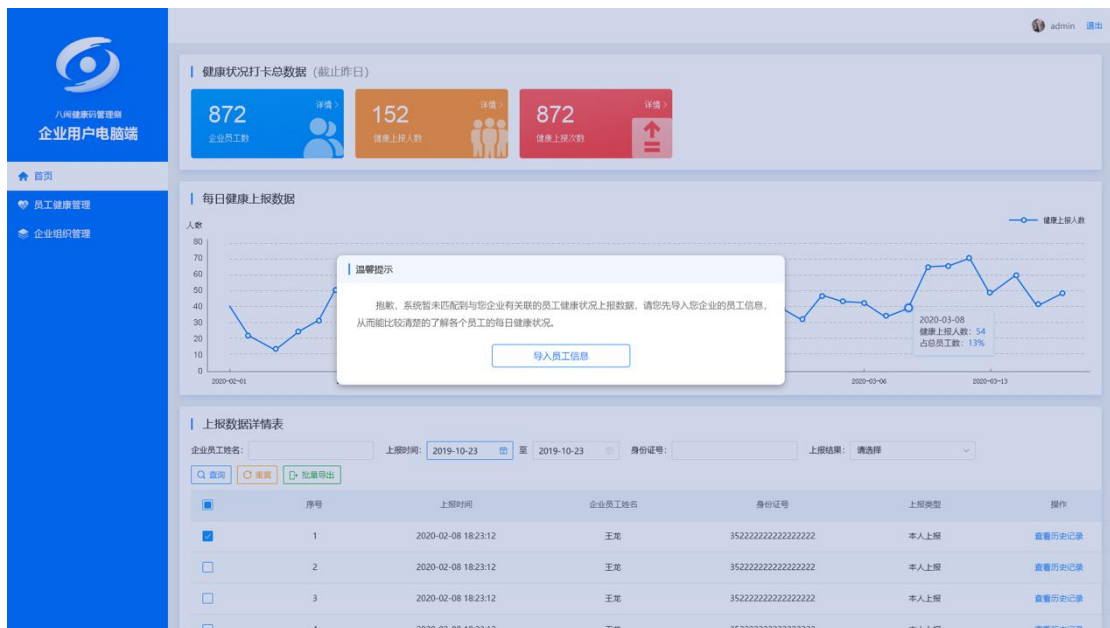 admin 退出
八闽健康码管理侧
企业用户电脑端
首页
员工健康管理
企业组织管理
健康状况打卡总数据（截止昨日）
872 详情 >
企业员工数
152 详情 >
健康上报人数
872 详情 >
健康上报次数
每日健康上报数据
人数
健康上报人数
80
70
60
50
40
30
20
10
0
2020-02-01
2020-03-06
2020-03-13
2020-03-08
健康上报人数：54
占总员工数：13%
温馨提示
抱歉，系统暂未匹配到与您企业有关联的员工健康状况上报数据，请您先导入您企业的员工信息，
从而能比较清楚的了解各个员工的每日健康状况。
导入员工信息
上报数据详情表
企业员工姓名： 上报时间： 2019-10-23 至 2019-10-23 身份证号： 上报结果： 请选择
查询 重置 批量导出
序号 上报时间 企业员工姓名 身份证号 上报类型 操作
1 2020-02-08 18:23:12 王龙 352222222222222222 本人上报 查看历史记录
2 2020-02-08 18:23:12 王龙 352222222222222222 本人上报 查看历史记录
3 2020-02-08 18:23:12 王龙 352222222222222222 本人上报 查看历史记录